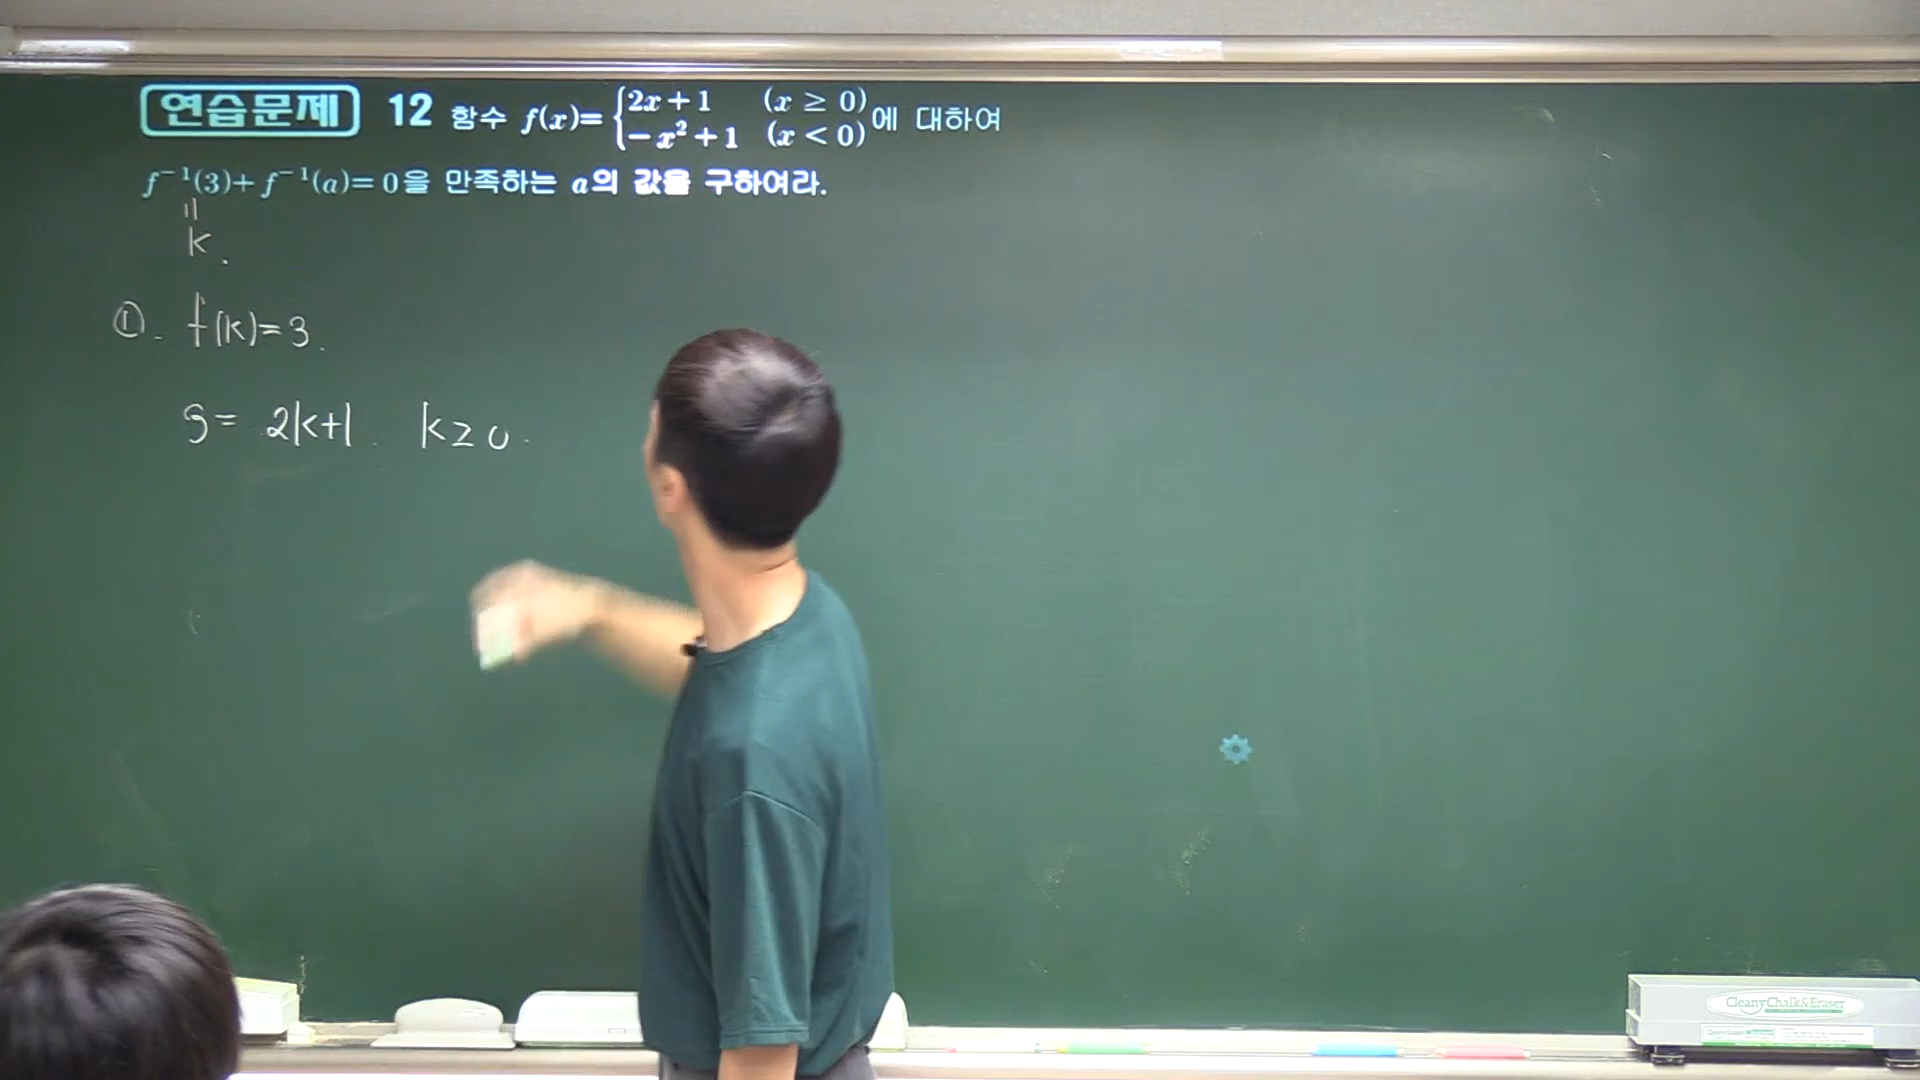 연습문제 12 함수 f(x)= { 2x+1 (x ≥ 0)
-x²+1 (x < 0) 에 대하여
f⁻¹(3)+f⁻¹(a)=0을 만족하는 a의 값을 구하여라.
॥
k.
①. f(k)=3.
3= 2k+1. k≥0.
CleanyChalk&Eraser